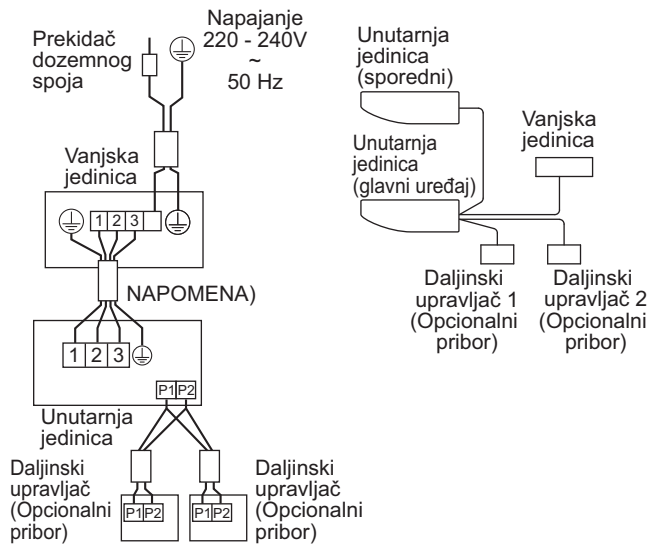 Napajanje
220 - 240V
~
50 Hz
Prekidač
dozemnog
spoja
Vanjska
jedinica
1 2 3
NAPOMENA)
1 2 3
P1 P2
Unutarnja
jedinica
Daljinski
upravljač
(Opcionalni
pribor)
P1 P2
P1 P2
Daljinski
upravljač
(Opcionalni
pribor)
Unutarnja
jedinica
(sporedni)
Unutarnja
jedinica
(glavni uređaj)
Vanjska
jedinica
Daljinski
upravljač 1
(Opcionalni
pribor)
Daljinski
upravljač 2
(Opcionalni
pribor)